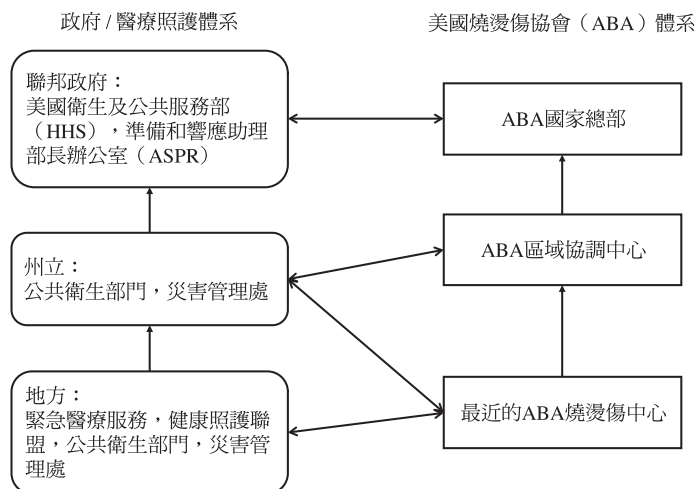 政府 / 醫療照護體系
美國燒燙傷協會（ABA）體系
聯邦政府：
美國衛生及公共服務部
（HHS），準備和響應助理
部長辦公室（ASPR）
ABA國家總部
州立：
公共衛生部門，災害管理處
ABA區域協調中心
地方：
緊急醫療服務，健康照護聯
盟，公共衛生部門，災害管
理處
最近的ABA燒燙傷中心